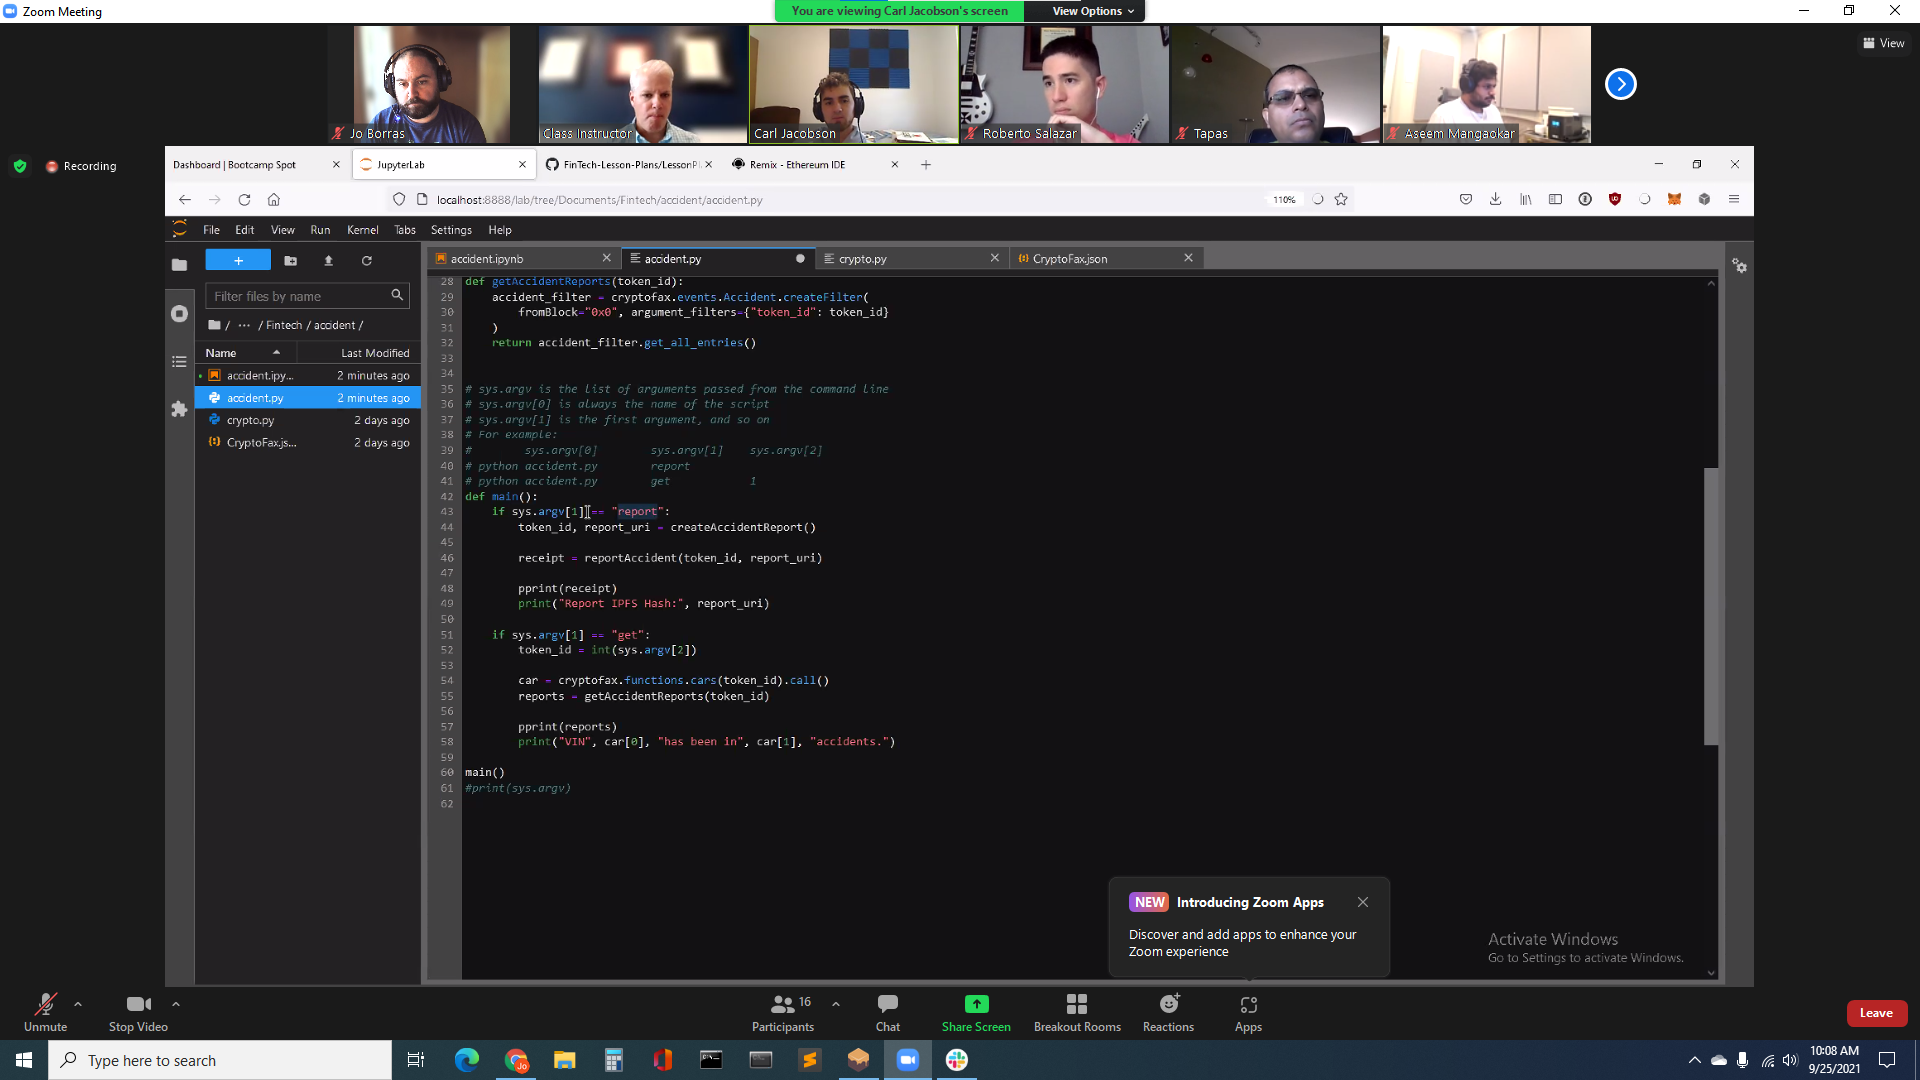 Zoom Meeting
You are viewing Carl Jacobson's screen
View Options
View
Jo Borras
Class Instructor
Carl Jacobson
Roberto Salazar
Tapas
Aseem Mangaokar
Recording
Dashboard | Bootcamp Spot
JupyterLab
FinTech-Lesson-Plans/LessonPl
Remix - Ethereum IDE
localhost:8888/lab/tree/Documents/Fintech/accident/accident.py
110%
File Edit View Run Kernel Tabs Settings Help
accident.ipynb
accident.py
crypto.py
CryptoFax.json
Filter files by name
/ ··· / Fintech / accident /
Name Last Modified
accident.ipy... 2 minutes ago
accident.py 2 minutes ago
crypto.py 2 days ago
CryptoFax.js... 2 days ago
28 def getAccidentReports(token_id):
29 accident_filter = cryptofax.events.Accident.createFilter(
30 fromBlock="0x0", argument_filters={"token_id": token_id}
31 )
32 return accident_filter.get_all_entries()
33
34
35 # sys.argv is the list of arguments passed from the command line
36 # sys.argv[0] is always the name of the script
37 # sys.argv[1] is the first argument, and so on
38 # For example:
39 # sys.argv[0] sys.argv[1] sys.argv[2]
40 # python accident.py report
41 # python accident.py get 1
42 def main():
43 if sys.argv[1] == "report":
44 token_id, report_uri = createAccidentReport()
45
46 receipt = reportAccident(token_id, report_uri)
47
48 pprint(receipt)
49 print("Report IPFS Hash:", report_uri)
50
51 if sys.argv[1] == "get":
52 token_id = int(sys.argv[2])
53
54 car = cryptofax.functions.cars(token_id).call()
55 reports = getAccidentReports(token_id)
56
57 pprint(reports)
58 print("VIN", car[0], "has been in", car[1], "accidents.")
59
60 main()
61 #print(sys.argv)
62
NEW Introducing Zoom Apps
Discover and add apps to enhance your
Zoom experience
Activate Windows
Go to Settings to activate Windows.
Unmute
Stop Video
16
Participants
Chat
Share Screen
Breakout Rooms
Reactions
Apps
Leave
Type here to search
Jo
10:08 AM
9/25/2021